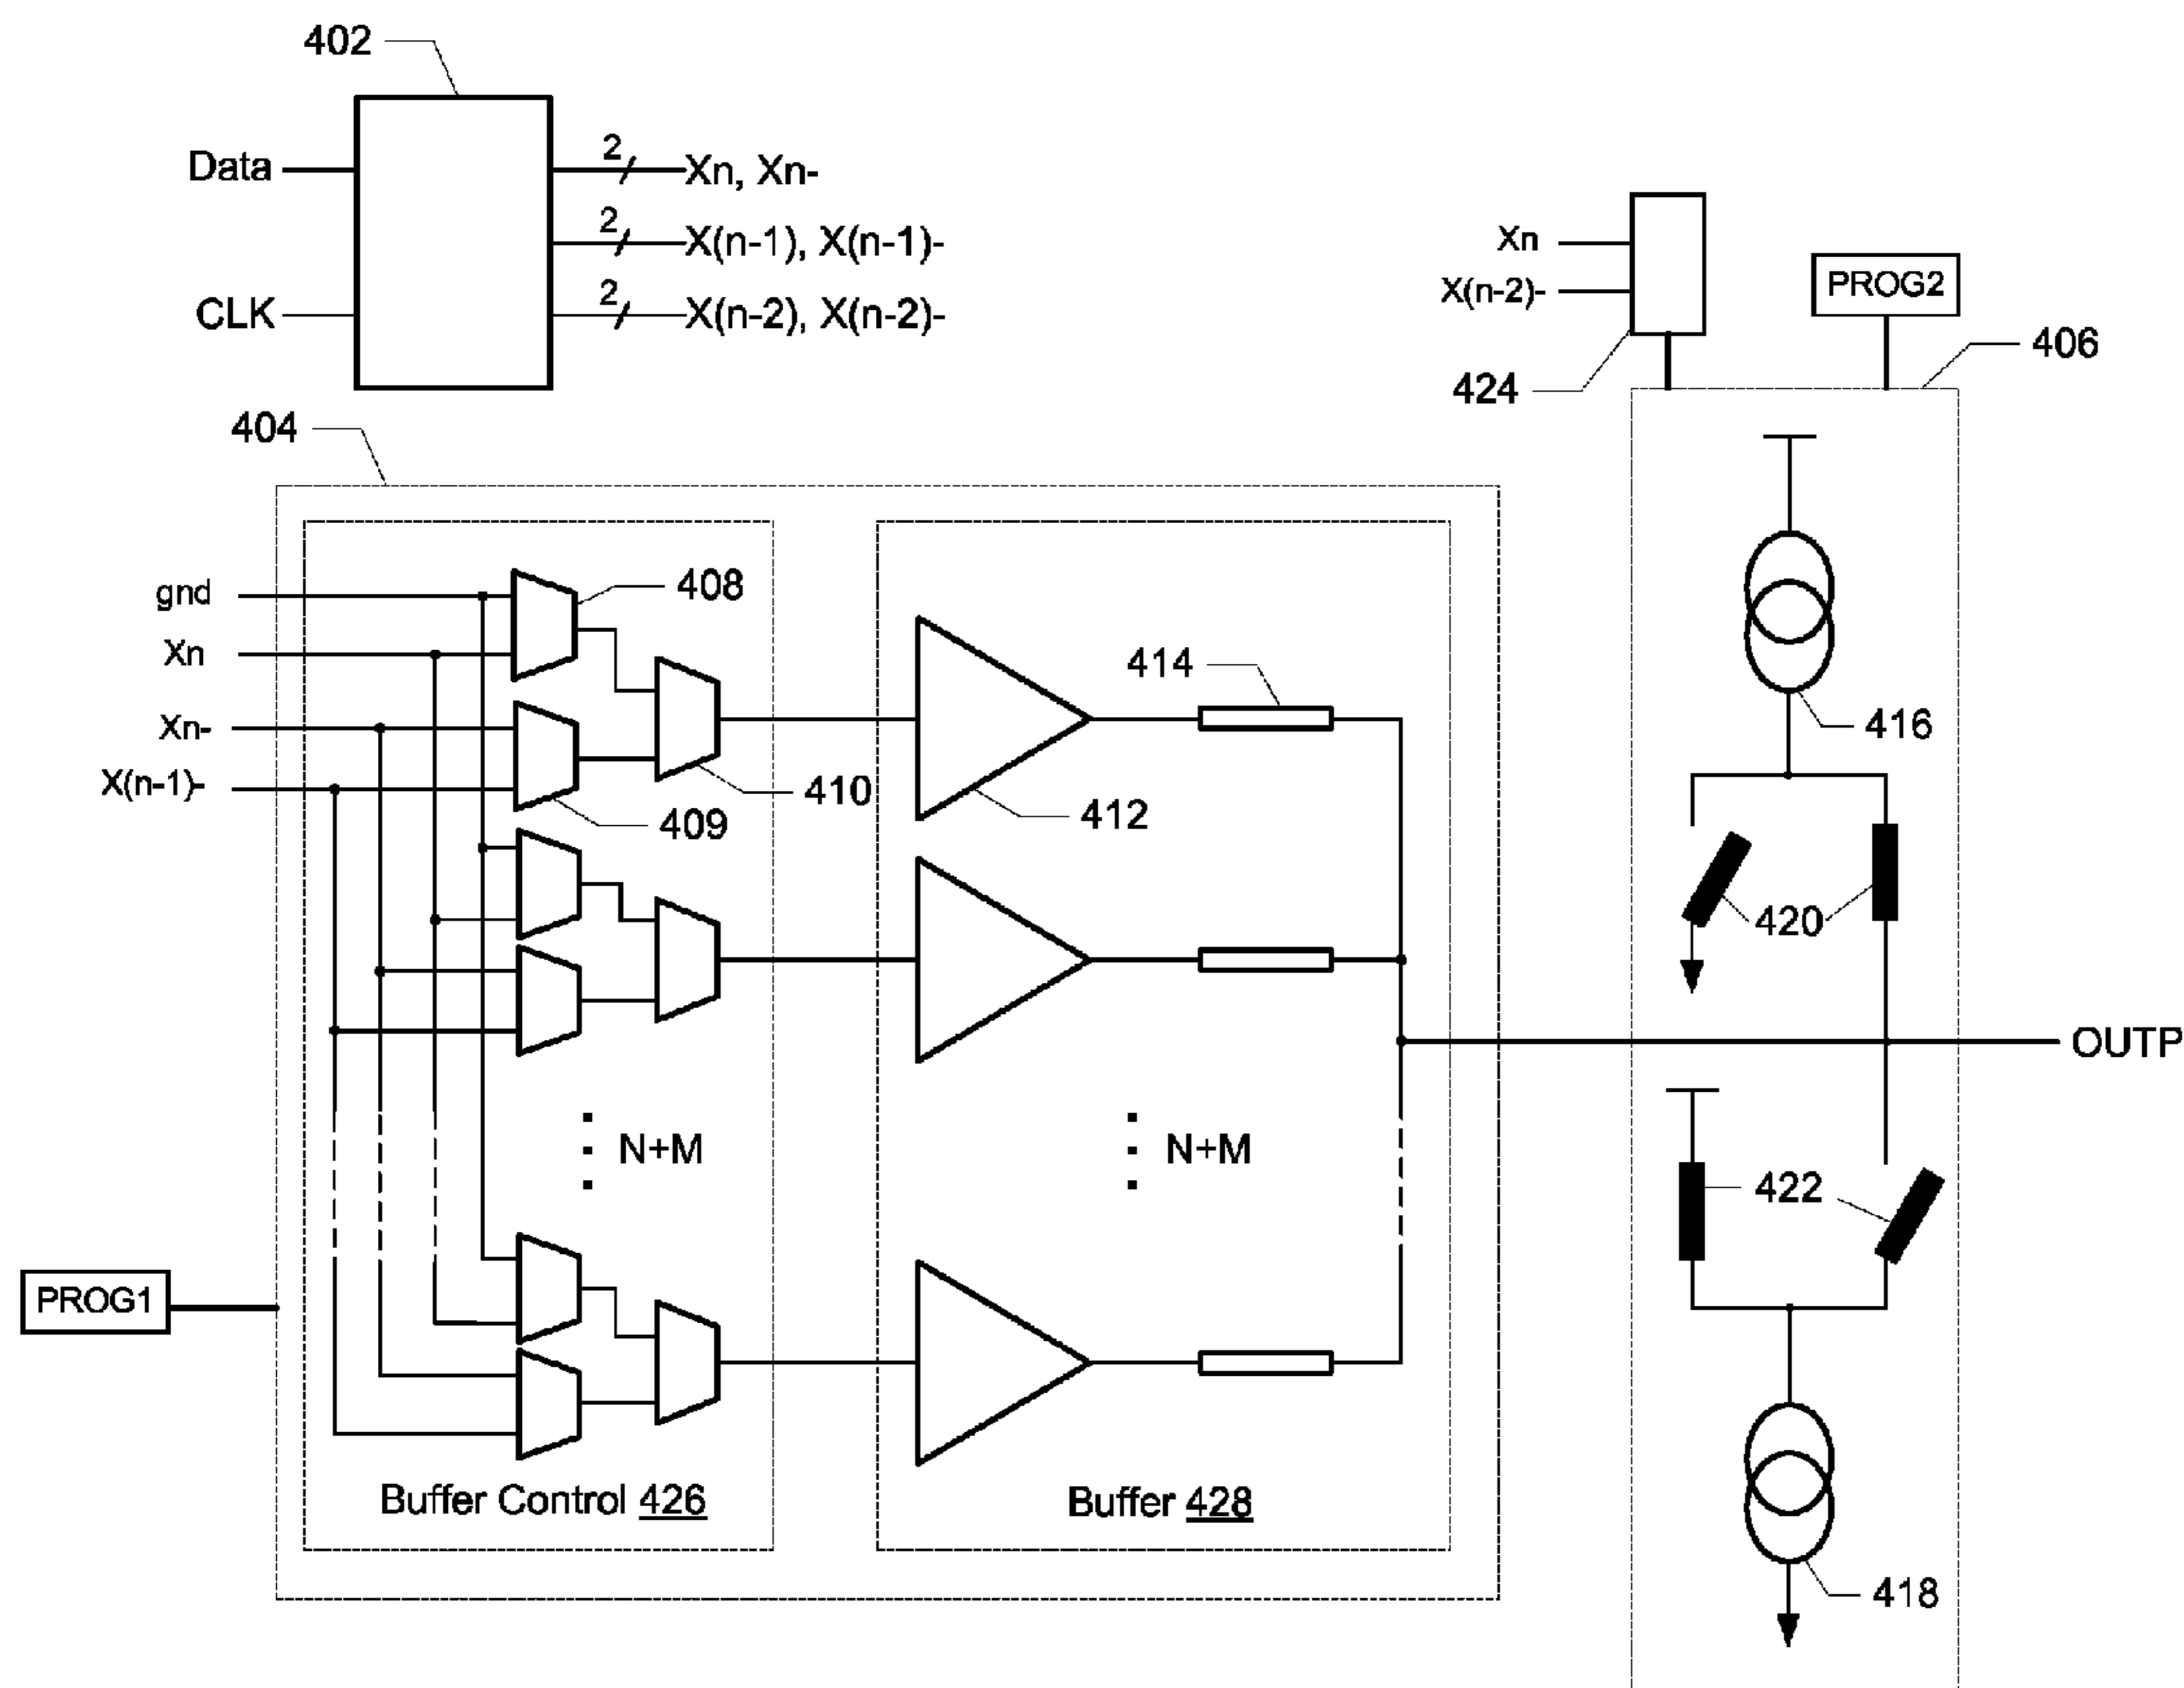 402
Data
2
Xn, Xn-
2
X(n-1), X(n-1)-
CLK
2
X(n-2), X(n-2)-
Xn
X(n-2)-
424
PROG2
406
404
gnd
Xn
Xn-
X(n-1)-
408
409
410
412
414
416
420
OUTP
N+M
N+M
422
PROG1
Buffer Control 426
Buffer 428
418